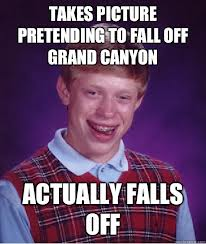 TAKES PICTURE
PRETENDING TO FALL OFF
GRAND CANYON
ACTUALLY FALLS
OFF